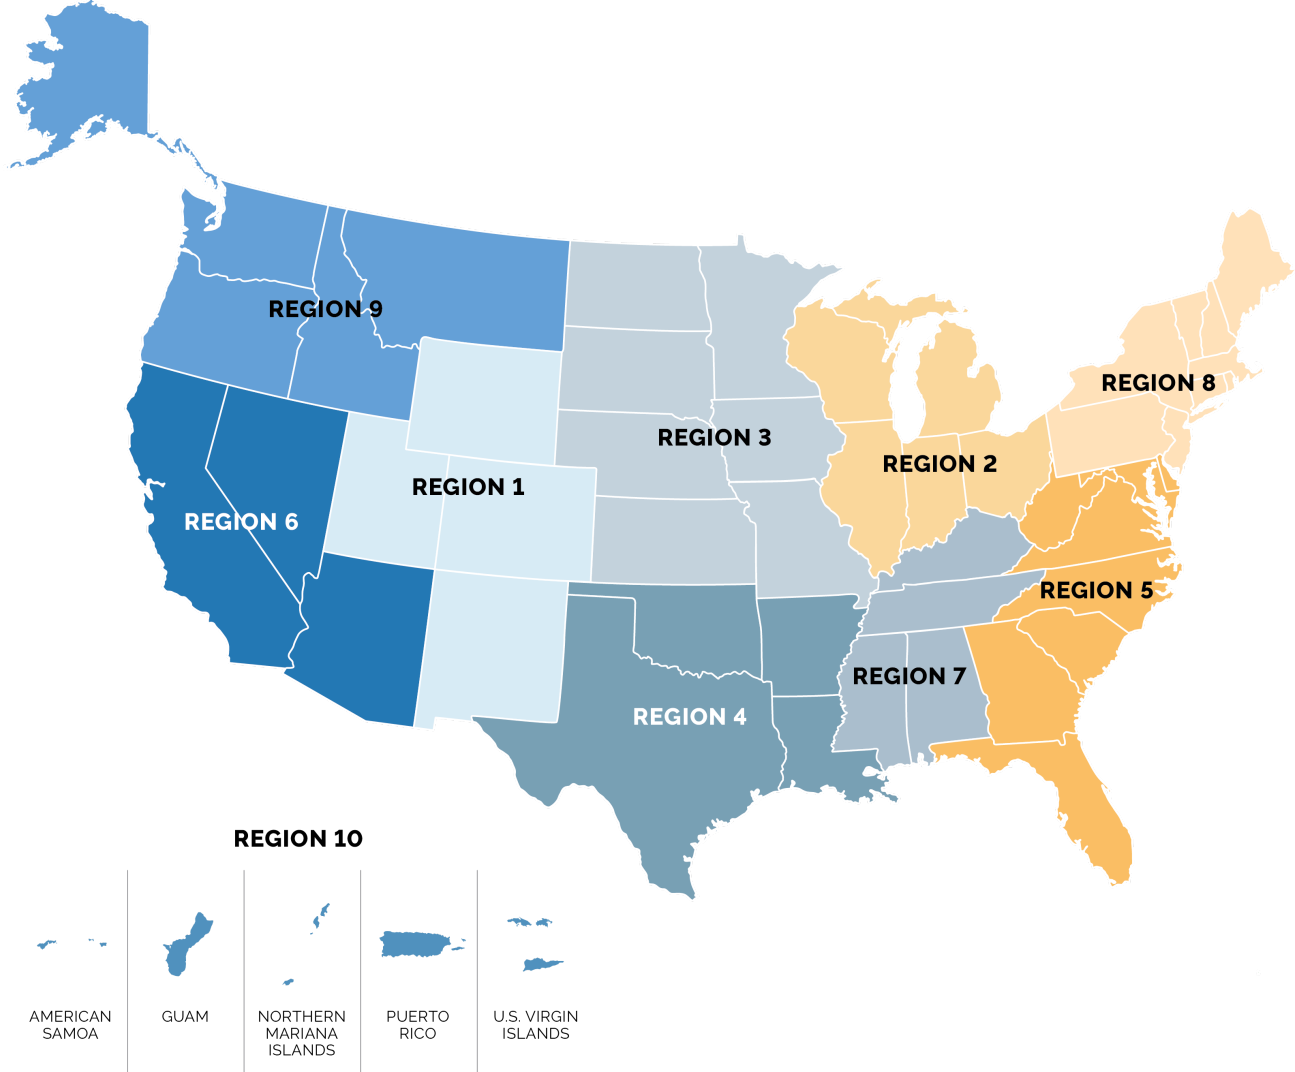 REGION 9
REGION 8
REGION 3
REGION 2
REGION 1
REGION 6
REGION 5
REGION 7
REGION 4
REGION 10
AMERICAN
SAMOA
GUAM
NORTHERN
MARIANA
ISLANDS
PUERTO
RICO
U.S. VIRGIN
ISLANDS